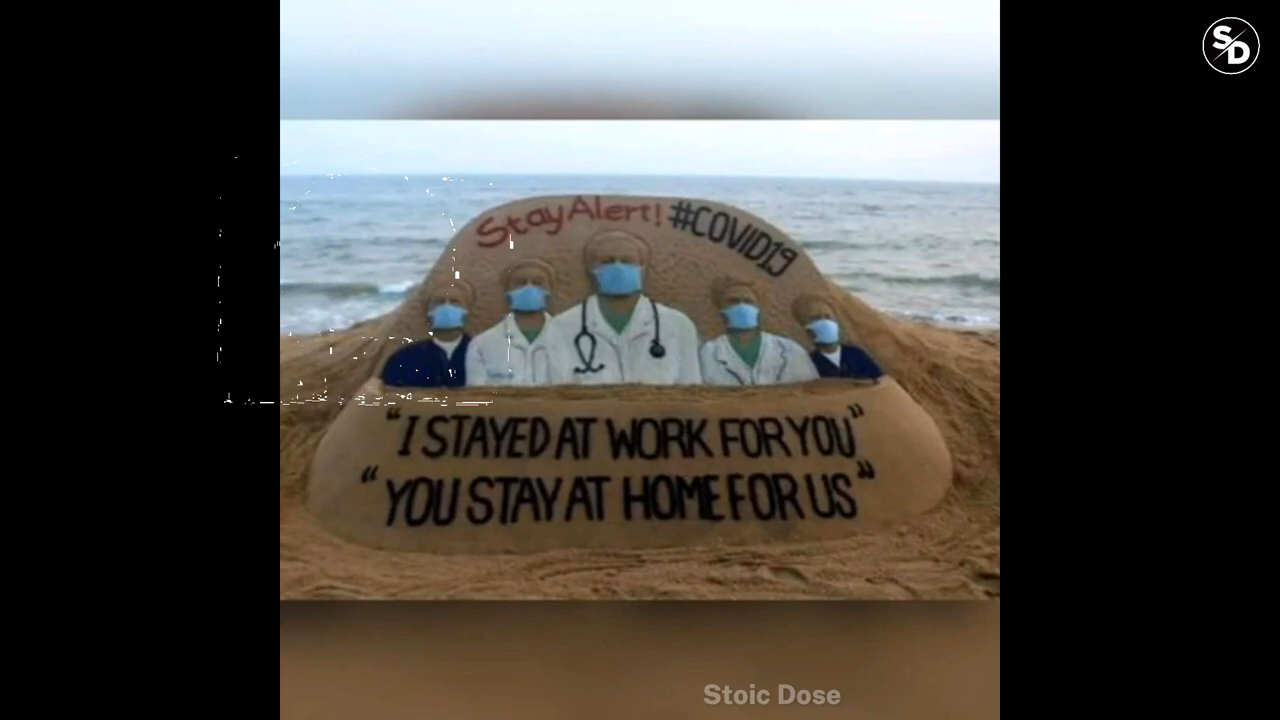 SD
Stay Alert! #COVID19
“I STAYED AT WORK FOR YOU”
“YOU STAY AT HOME FOR US”
Stoic Dose